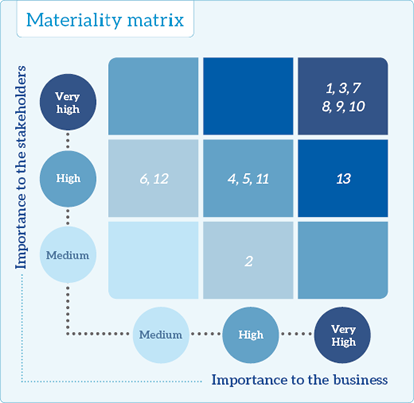 Materiality matrix
Importance to the stakeholders
Very
high
1, 3, 7
8, 9, 10
High
6, 12
4, 5, 11
13
Medium
2
Medium
High
Very
High
Importance to the business